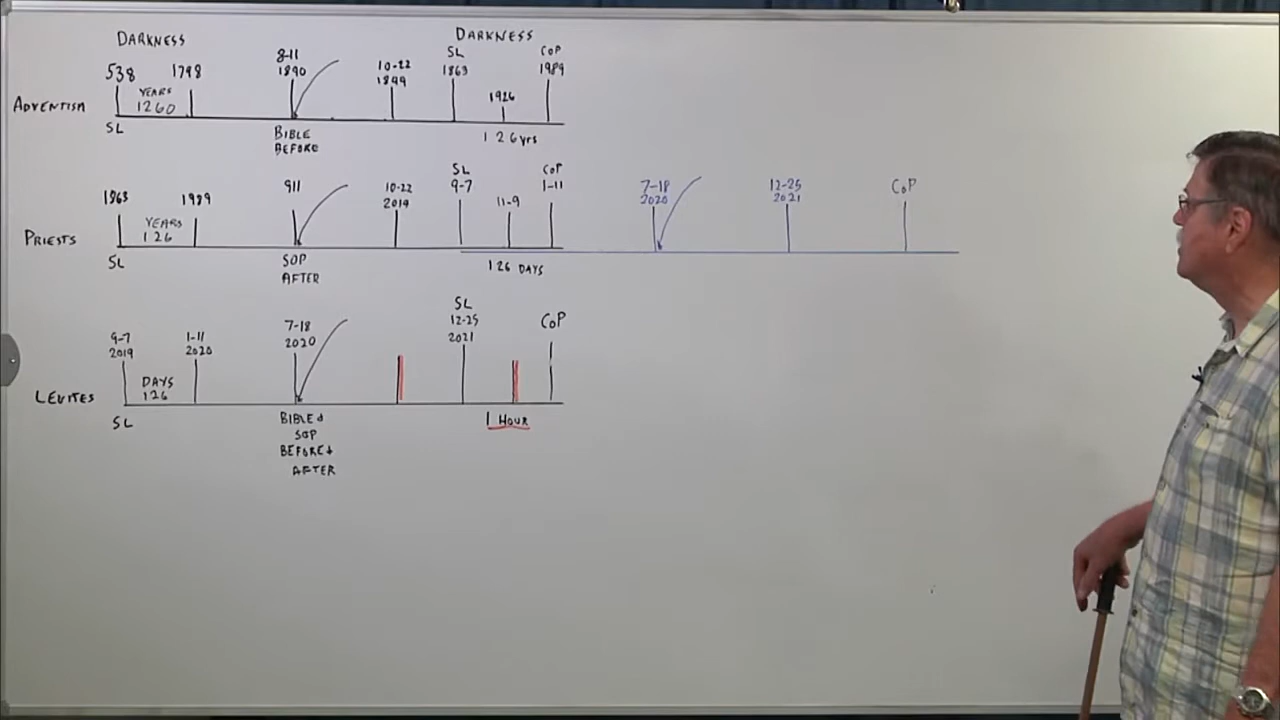 DARKNESS
DARKNESS
538
1798
8-11
1840
10-22
1844
SL
1863
1926
COP
1989
ADVENTISM
YEARS
1260
SL
BIBLE
BEFORE
126 yrs
1863
1989
911
10-22
2014
SL
9-7
11-9
COP
1-11
7-18
2020
12-25
2021
COP
PRIESTS
YEARS
126
SL
SOP
AFTER
126 DAYS
9-7
2019
1-11
2020
7-18
2020
SL
12-25
2021
COP
LEVITES
DAYS
126
SL
BIBLE &
SOP
BEFORE &
AFTER
1 HOUR